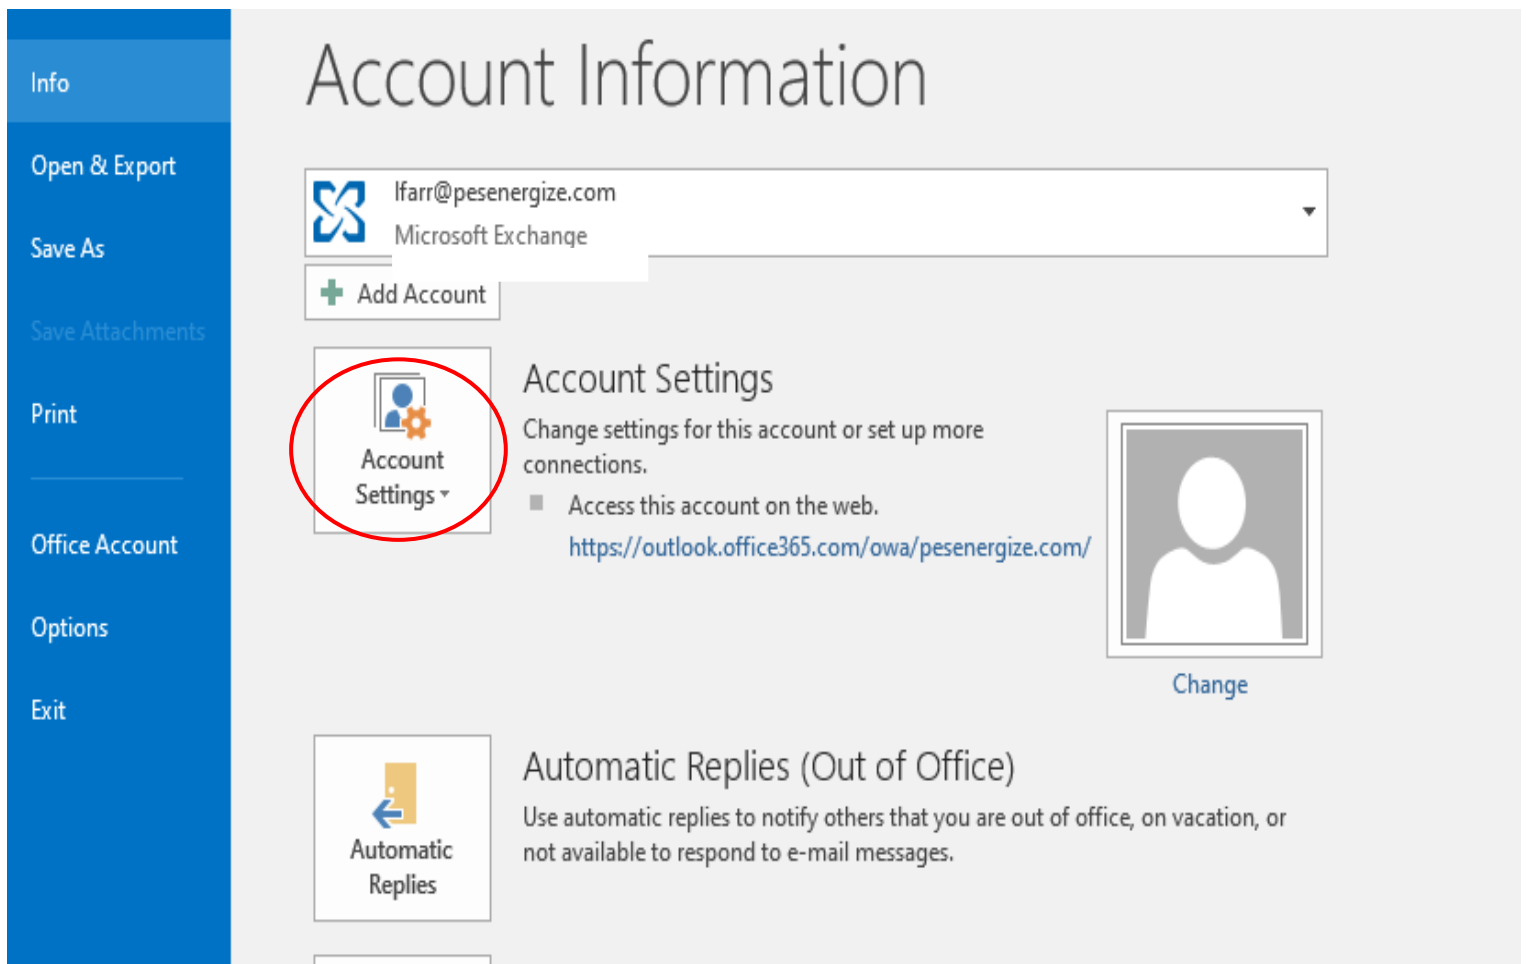 Info
Open & Export
Save As
Save Attachments
Print
Office Account
Options
Exit
Account Information
lfarr@pesenergize.com
Microsoft Exchange
Add Account
Account
Settings
Account Settings
Change settings for this account or set up more
connections.
Access this account on the web.
https://outlook.office365.com/owa/pesenergize.com/
Change
Automatic
Replies
Automatic Replies (Out of Office)
Use automatic replies to notify others that you are out of office, on vacation, or
not available to respond to e-mail messages.